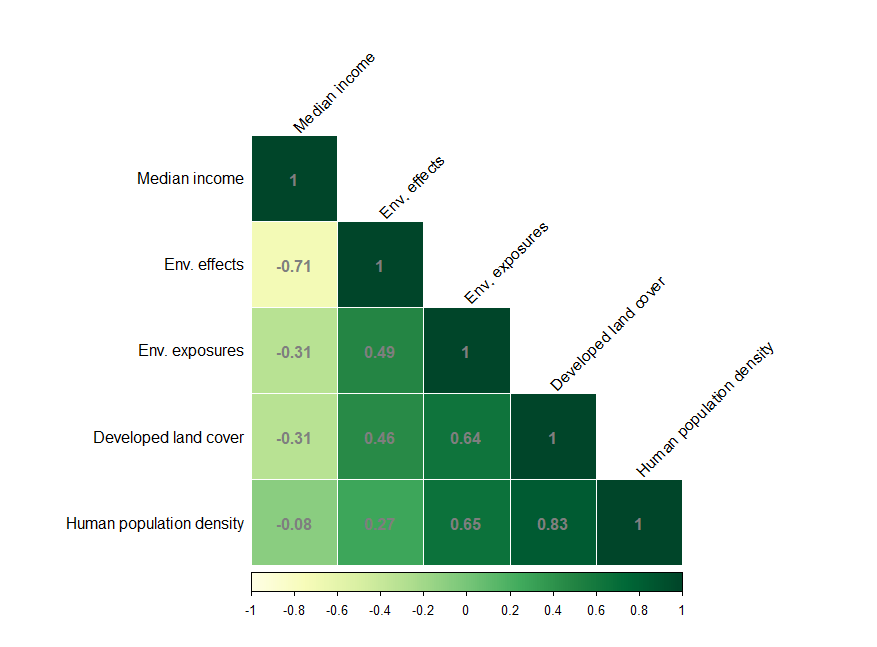 Median income
Env. effects
Env. exposures
Developed land cover
Human population density
Median income 1
Env. effects -0.71 1
Env. exposures -0.31 0.49 1
Developed land cover -0.31 0.46 0.64 1
Human population density -0.08 0.27 0.65 0.83 1
-1 -0.8 -0.6 -0.4 -0.2 0 0.2 0.4 0.6 0.8 1